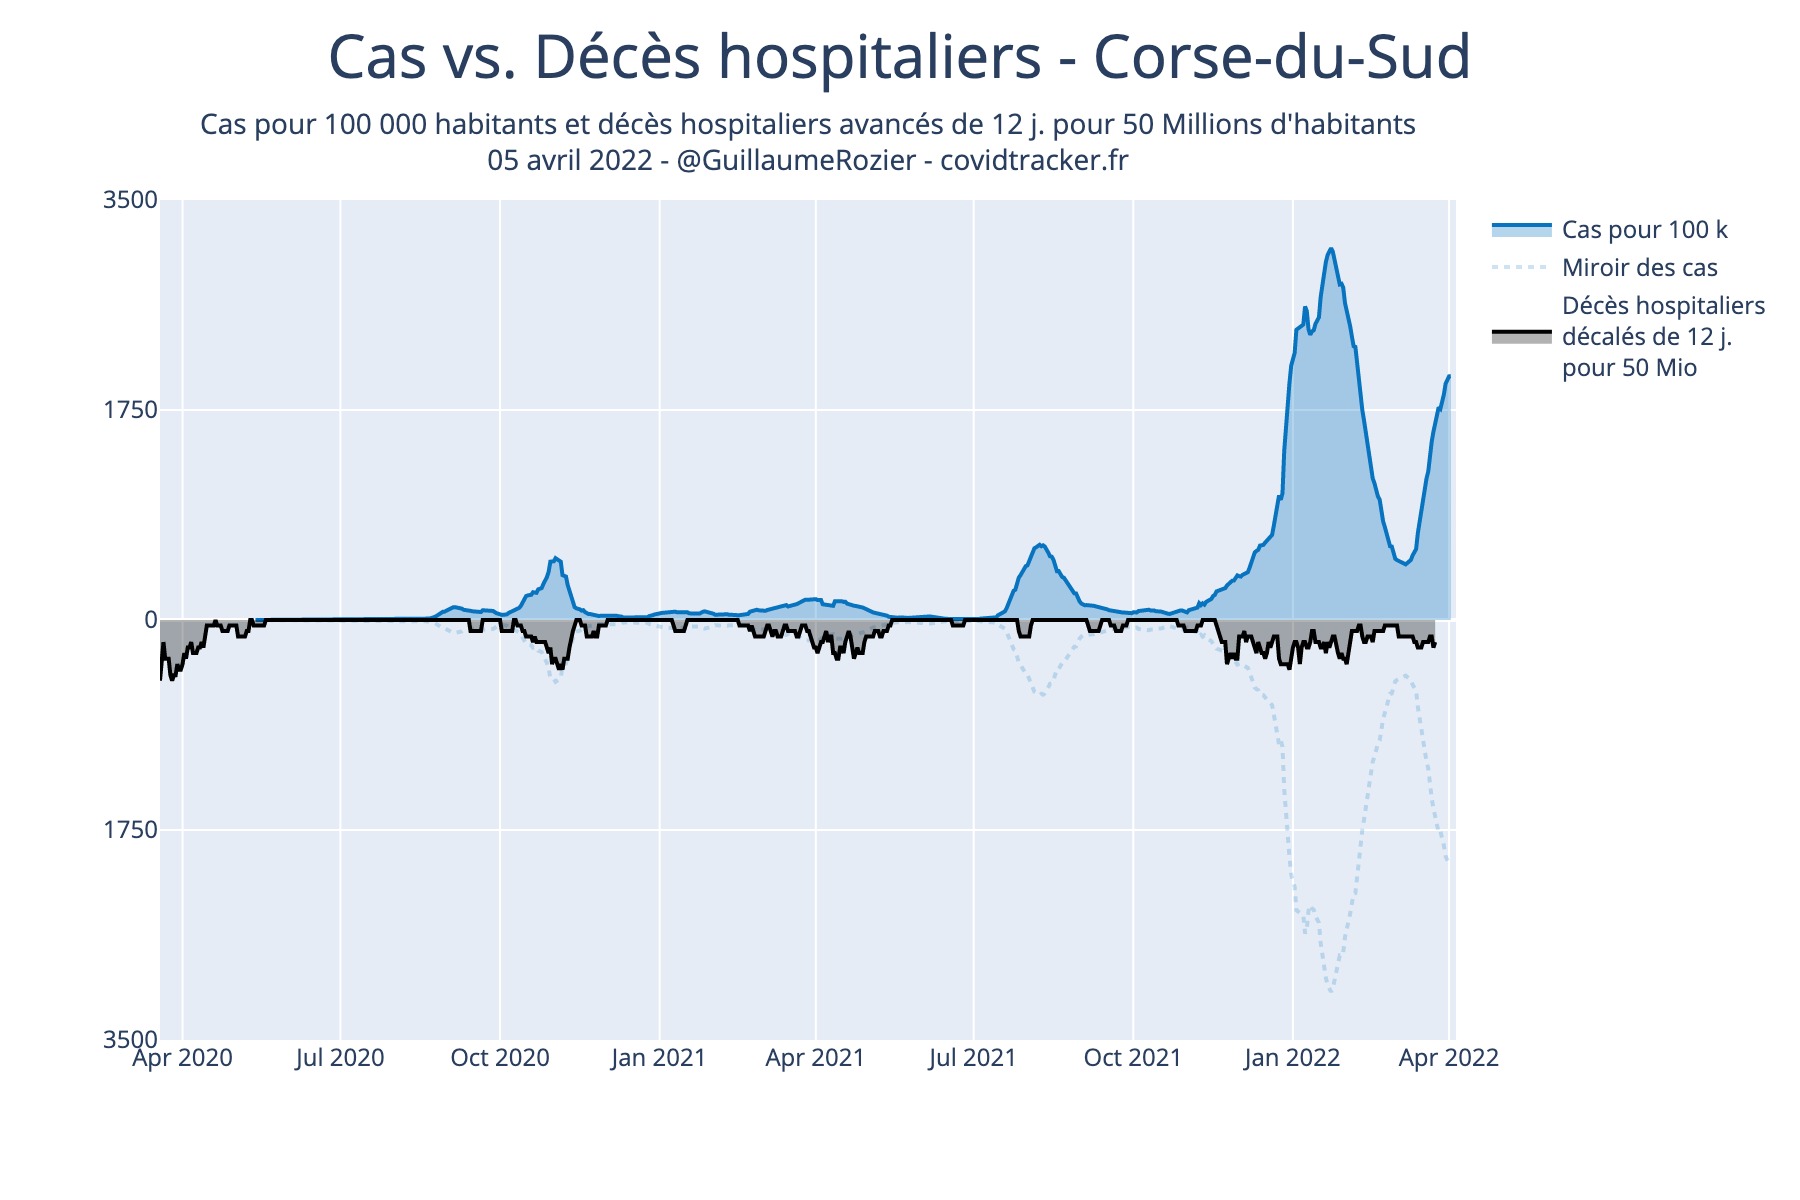 Cas vs. Décès hospitaliers - Corse-du-Sud
Cas pour 100 000 habitants et décès hospitaliers avancés de 12 j. pour 50 Millions d'habitants
05 avril 2022 - @GuillaumeRozier - covidtracker.fr
3500
1750
0
1750
3500
Apr 2020
Jul 2020
Oct 2020
Jan 2021
Apr 2021
Jul 2021
Oct 2021
Jan 2022
Apr 2022
Cas pour 100 k
Miroir des cas
Décès hospitaliers
décalés de 12 j.
pour 50 Mio